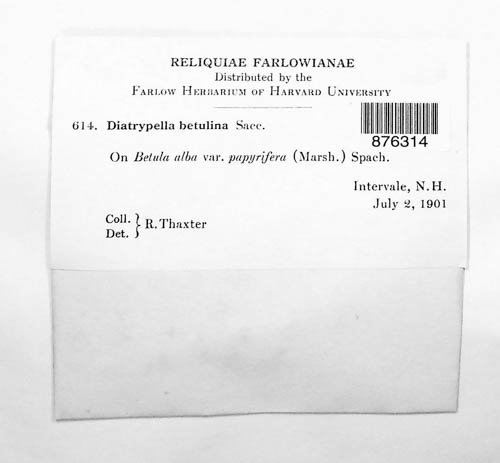 RELIQUIAE FARLOWIANAE
Distributed by the
FARLOW HERBARIUM OF HARVARD UNIVERSITY
614. Diatrypella betulina Sacc.
876314
On Betula alba var. papyrifera (Marsh.) Spach.
Intervale, N.H.
July 2, 1901
Coll. } R. Thaxter
Det.